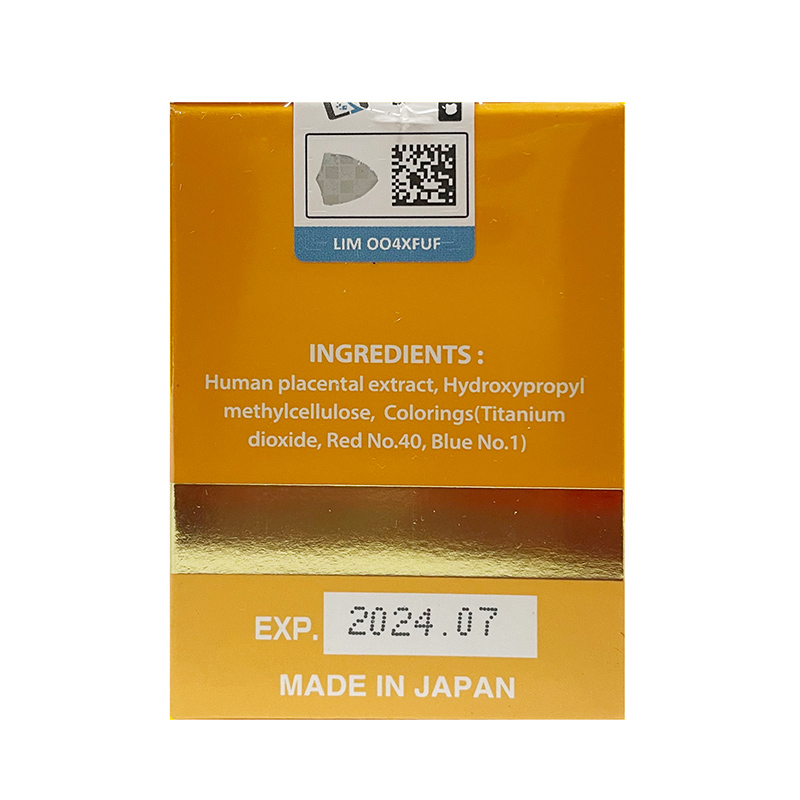 LIM OO4XFUF
INGREDIENTS :
Human placental extract, Hydroxypropyl
methylcellulose, Colorings(Titanium
dioxide, Red No.40, Blue No.1)
EXP. 2024.07
MADE IN JAPAN